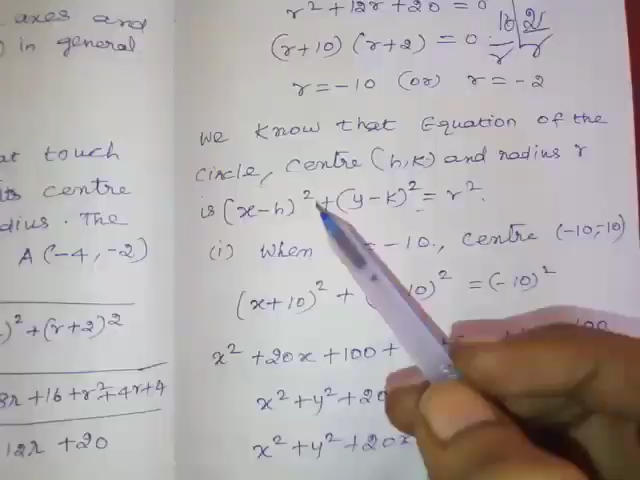 axes and
) in general
at touch
its centre
radius. The
A (-4, -2)
)² + (r+2)²
8r + 16 + r² + 4r + 4
12r + 20
r² + 12r + 20 = 0
(r+10) (r+2) = 0
r = -10 (or) r = -2
We know that Equation of the
circle, centre (h, k) and radius r
is (x-h)² + (y-k)² = r².
(i) When = -10., centre (-10,-10)
(x+10)² + ( 10)² = (-10)²
x² + 20x + 100 +
x² + y² + 20
x² + y² + 20x